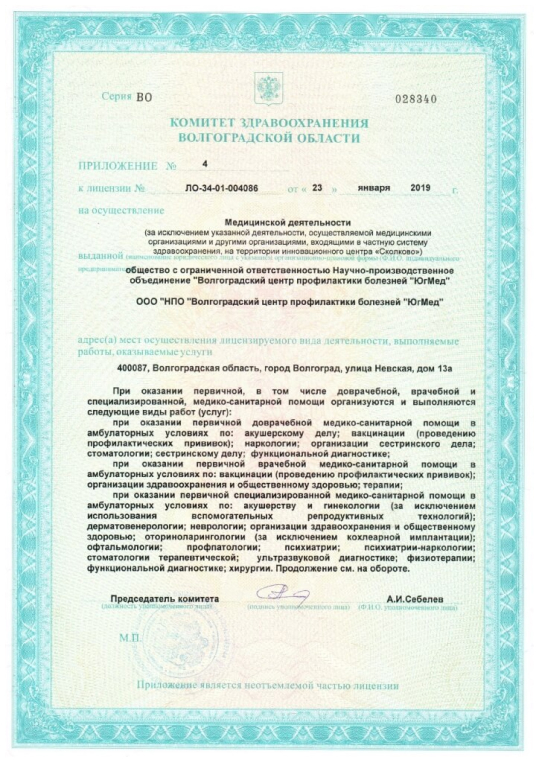 Серия ВО 028340
КОМИТЕТ ЗДРАВООХРАНЕНИЯ
ВОЛГОГРАДСКОЙ ОБЛАСТИ
ПРИЛОЖЕНИЕ № 4
к лицензии № ЛО-34-01-004086 от « 23 » января 2019 г.
на осуществление
Медицинской деятельности
(за исключением указанной деятельности, осуществляемой медицинскими
организациями и другими организациями, входящими в частную систему
здравоохранения, на территории инновационного центра «Сколково»)
выданной (наименование юридического лица с указанием организационно-правовой формы (Ф.И.О. индивидуального
предпринимателя)
общество с ограниченной ответственностью Научно-производственное
объединение "Волгоградский центр профилактики болезней "ЮгМед"
ООО "НПО "Волгоградский центр профилактики болезней "ЮгМед"
адрес(а) мест осуществления лицензируемого вида деятельности, выполняемые
работы, оказываемые услуги
400087, Волгоградская область, город Волгоград, улица Невская, дом 13а
При оказании первичной, в том числе доврачебной, врачебной и
специализированной, медико-санитарной помощи организуются и выполняются
следующие виды работ (услуг):
при оказании первичной доврачебной медико-санитарной помощи в
амбулаторных условиях по: акушерскому делу; вакцинации (проведению
профилактических прививок); наркологии; организации сестринского дела;
стоматологии; сестринскому делу; функциональной диагностике;
при оказании первичной врачебной медико-санитарной помощи в
амбулаторных условиях по: вакцинации (проведению профилактических прививок);
организации здравоохранения и общественному здоровью; терапии;
при оказании первичной специализированной медико-санитарной помощи в
амбулаторных условиях по: акушерству и гинекологии (за исключением
использования вспомогательных репродуктивных технологий);
дерматовенерологии; неврологии; организации здравоохранения и общественному
здоровью; оториноларингологии (за исключением кохлеарной имплантации);
офтальмологии; профпатологии; психиатрии; психиатрии-наркологии;
стоматологии терапевтической; ультразвуковой диагностике; физиотерапии;
функциональной диагностике; хирургии. Продолжение см. на обороте.
Председатель комитета А.И.Себелев
(должность уполномоченного лица) (подпись уполномоченного лица) (Ф.И.О. уполномоченного лица)
М.П.
Приложение является неотъемлемой частью лицензии